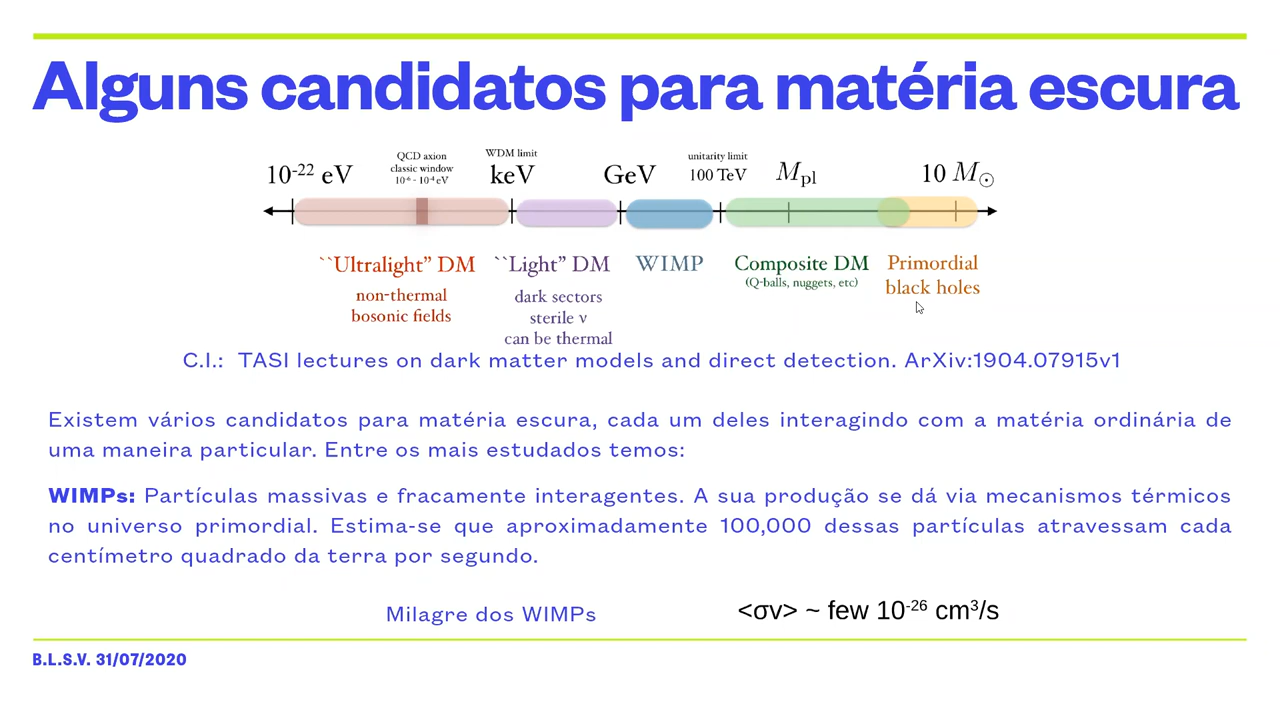 Alguns candidatos para matéria escura
QCD axion
classic window
10⁻⁶ - 10⁻⁴ eV
WDM limit
unitarity limit
10⁻²² eV
keV
GeV
100 TeV
M_pl
10 M_⊙
``Ultralight” DM
``Light” DM
WIMP
Composite DM
(Q-balls, nuggets, etc)
Primordial
black holes
non-thermal
bosonic fields
dark sectors
sterile ν
can be thermal
C.I.: TASI lectures on dark matter models and direct detection. ArXiv:1904.07915v1
Existem vários candidatos para matéria escura, cada um deles interagindo com a matéria ordinária de
uma maneira particular. Entre os mais estudados temos:
WIMPs: Partículas massivas e fracamente interagentes. A sua produção se dá via mecanismos térmicos
no universo primordial. Estima-se que aproximadamente 100,000 dessas partículas atravessam cada
centímetro quadrado da terra por segundo.
Milagre dos WIMPs
<σv> ~ few 10⁻²⁶ cm³/s
B.L.S.V. 31/07/2020